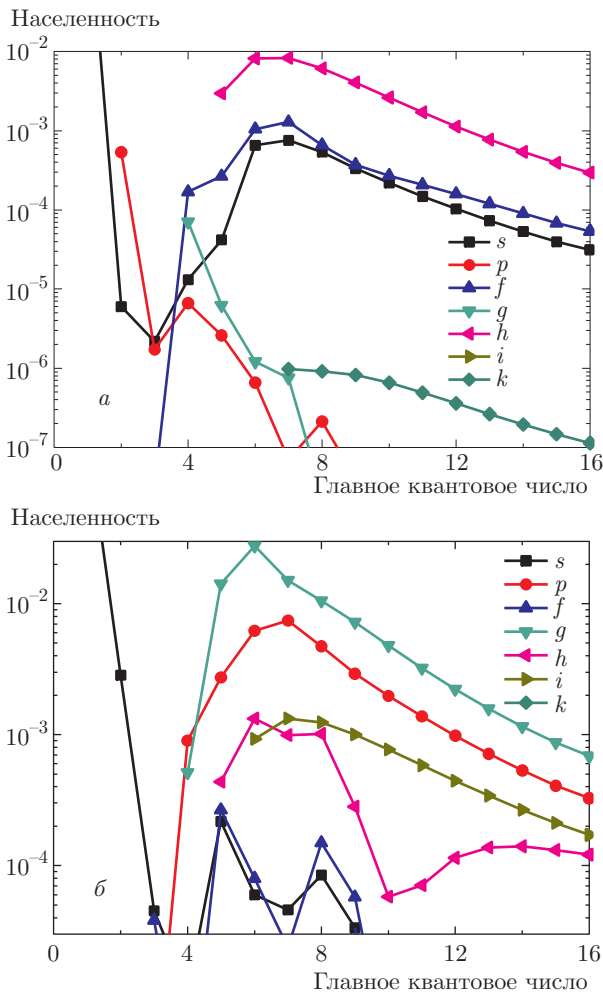 Населенность
10⁻²
10⁻³
10⁻⁴
10⁻⁵
10⁻⁶
10⁻⁷
s
p
f
g
h
i
k
а
0 4 8 12 16
Главное квантовое число
Населенность
10⁻²
10⁻³
10⁻⁴
s
p
f
g
h
i
k
б
0 4 8 12 16
Главное квантовое число